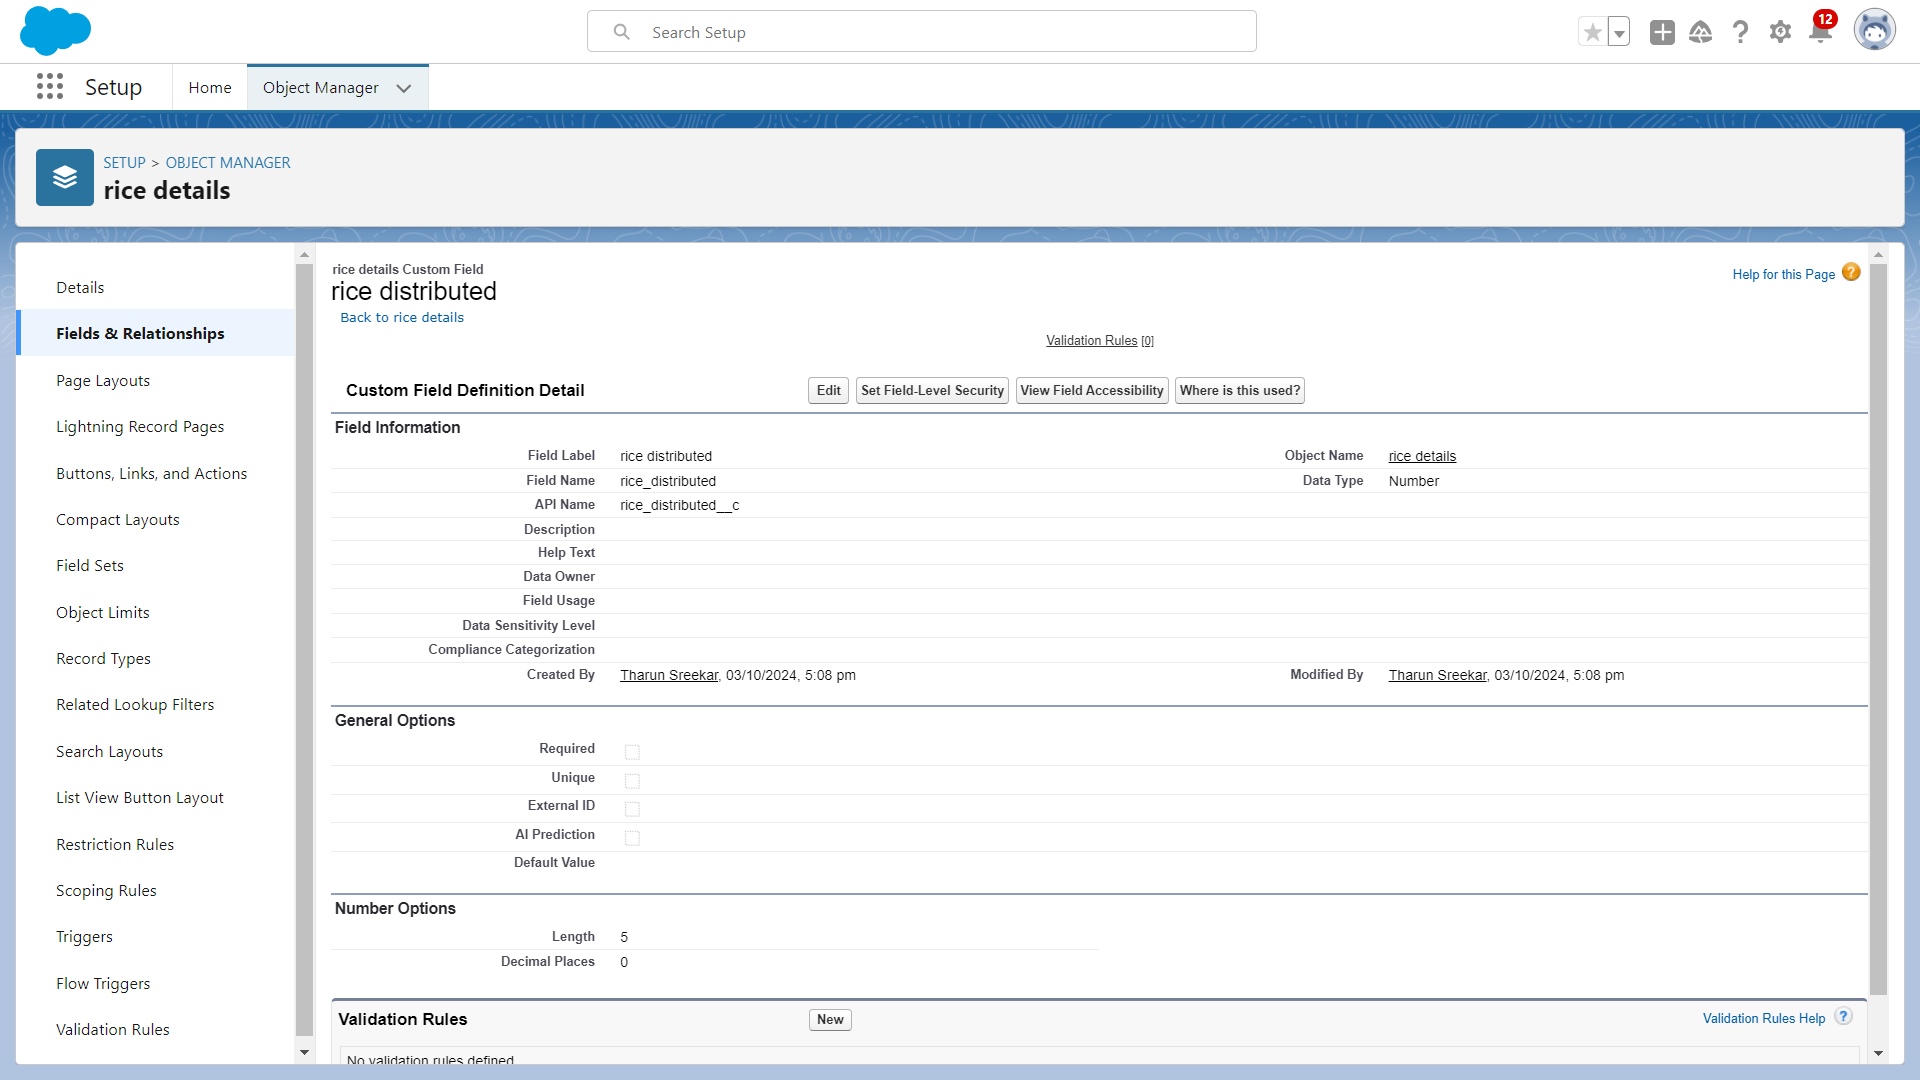 Search Setup
12
Setup
Home
Object Manager
SETUP > OBJECT MANAGER
rice details
Details
Fields & Relationships
Page Layouts
Lightning Record Pages
Buttons, Links, and Actions
Compact Layouts
Field Sets
Object Limits
Record Types
Related Lookup Filters
Search Layouts
List View Button Layout
Restriction Rules
Scoping Rules
Triggers
Flow Triggers
Validation Rules
rice details Custom Field
rice distributed
Back to rice details
Help for this Page ?
Validation Rules [0]
Custom Field Definition Detail
Edit
Set Field-Level Security
View Field Accessibility
Where is this used?
Field Information
Field Label rice distributed Object Name rice details
Field Name rice_distributed Data Type Number
API Name rice_distributed__c
Description
Help Text
Data Owner
Field Usage
Data Sensitivity Level
Compliance Categorization
Created By Tharun Sreekar, 03/10/2024, 5:08 pm Modified By Tharun Sreekar, 03/10/2024, 5:08 pm
General Options
Required
Unique
External ID
AI Prediction
Default Value
Number Options
Length 5
Decimal Places 0
Validation Rules
New
Validation Rules Help ?
No validation rules defined